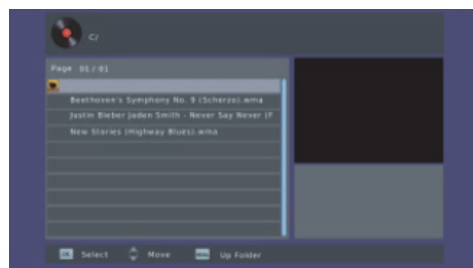 C/
Page 01/01
Beethoven's Symphony No. 9 (Scherzo).wma
Justin Bieber Jaden Smith - Never Say Never (F
New Stories (Highway Blues).wma
OK Select Move MENU Up Folder